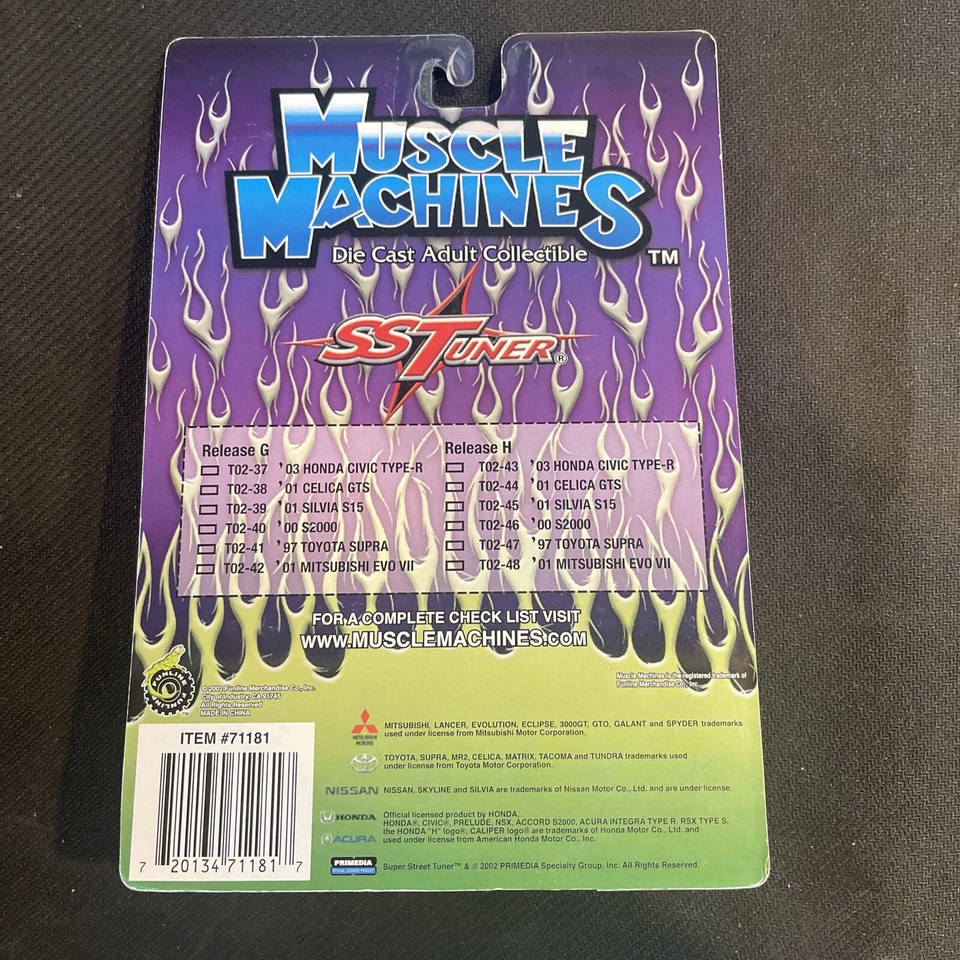 MUSCLE
MACHINES
Die Cast Adult Collectible ™
SS TUNER ®
Release G
T02-37 '03 HONDA CIVIC TYPE-R
T02-38 '01 CELICA GTS
T02-39 '01 SILVIA S15
T02-40 '00 S2000
T02-41 '97 TOYOTA SUPRA
T02-42 '01 MITSUBISHI EVO VII
Release H
T02-43 '03 HONDA CIVIC TYPE-R
T02-44 '01 CELICA GTS
T02-45 '01 SILVIA S15
T02-46 '00 S2000
T02-47 '97 TOYOTA SUPRA
T02-48 '01 MITSUBISHI EVO VII
FOR A COMPLETE CHECK LIST VISIT
WWW.MUSCLEMACHINES.COM
FUNLINE FUNLINE ™
© 2002 Funline Merchandise Co., Inc.
City of Industry, CA 91745
All Rights Reserved
MADE IN CHINA
Muscle Machines is the registered trademark of
Funline Merchandise Co., Inc.
ITEM #71181
7 20134 71181 7
MITSUBISHI
MOTORS
MITSUBISHI, LANCER, EVOLUTION, ECLIPSE, 3000GT, GTO, GALANT and SPYDER trademarks
used under license from Mitsubishi Motor Corporation.
TOYOTA, SUPRA, MR2, CELICA, MATRIX, TACOMA and TUNDRA trademarks used
under license from Toyota Motor Corporation.
NISSAN NISSAN, SKYLINE and SILVIA are trademarks of Nissan Motor Co., Ltd. and are under license.
HONDA
ACURA
Official licensed product by HONDA,
HONDA®, CIVIC®, PRELUDE, NSX, ACCORD S2000, ACURA INTEGRA TYPE R, RSX TYPE S,
the HONDA "H" logo®, CALIPER logo® are trademarks of Honda Motor Co., Ltd. and
used under license from American Honda Motor Co., Inc.
PRIMEDIA
OFFICIAL LICENSED PRODUCT
Super Street Tuner™ & © 2002 PRIMEDIA Specialty Group, Inc. All Rights Reserved.